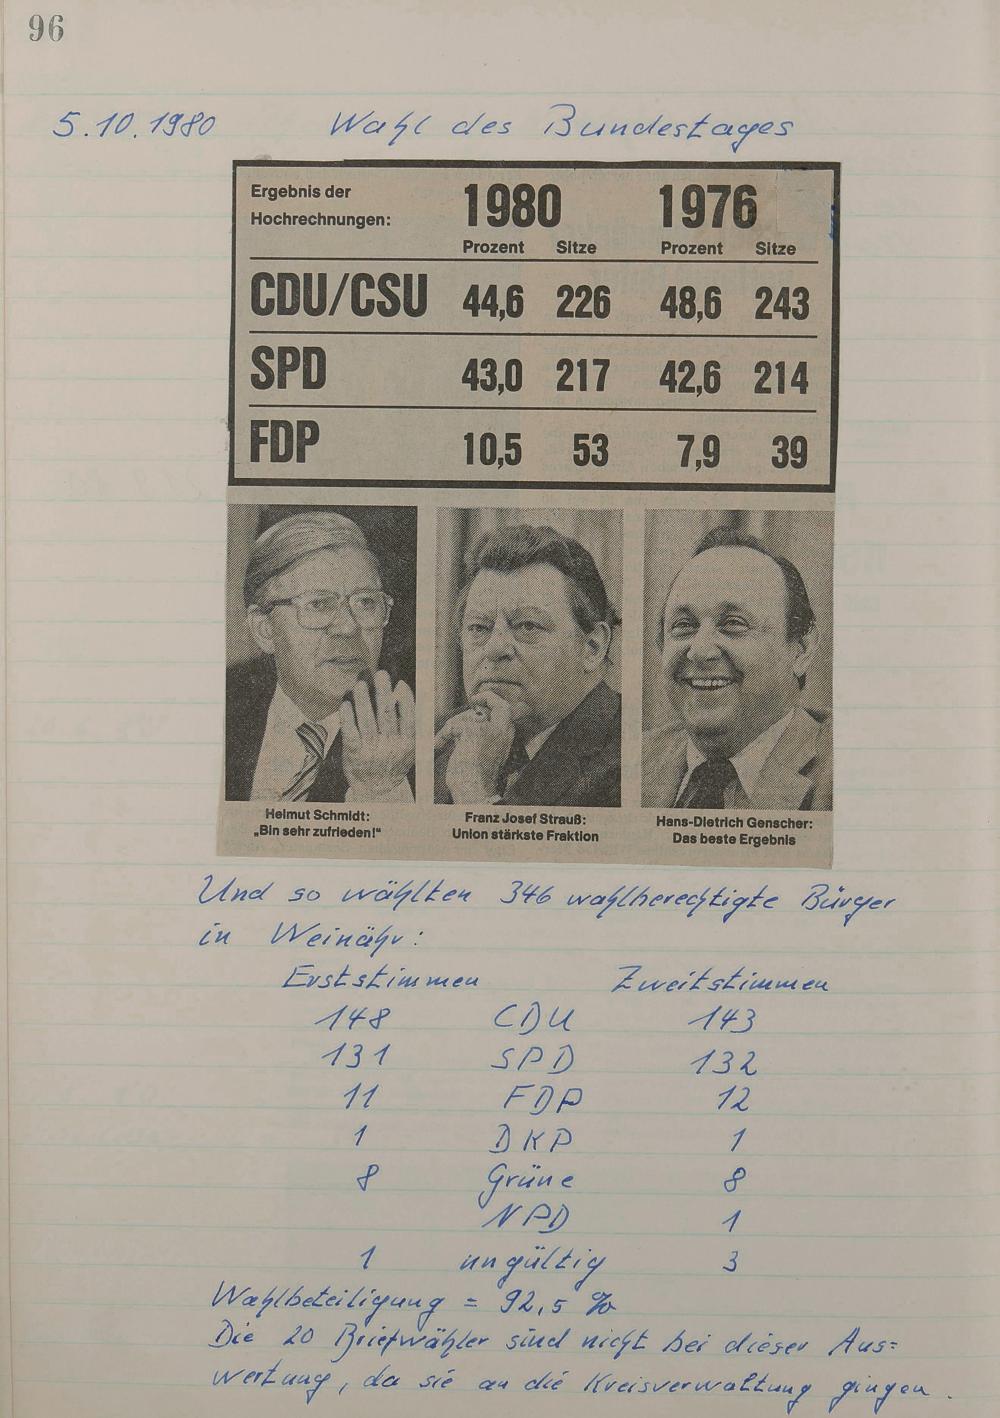 96
5.10.1980 Wahl des Bundestages
Ergebnis der
Hochrechnungen:
1980 1976
Prozent Sitze Prozent Sitze
CDU/CSU 44,6 226 48,6 243
SPD 43,0 217 42,6 214
FDP 10,5 53 7,9 39
Helmut Schmidt:
„Bin sehr zufrieden!“
Franz Josef Strauß:
Union stärkste Fraktion
Hans-Dietrich Genscher:
Das beste Ergebnis
Und so wählten 346 wahlberechtigte Bürger
in Weinähr:
Erststimmen Zweitstimmen
148 CDU 143
131 SPD 132
11 FDP 12
1 DKP 1
8 Grüne 8
NPD 1
1 ungültig 3
Wahlbeteiligung = 92,5 %
Die 20 Briefwähler sind nicht bei dieser Aus=
wertung, da sie an die Kreisverwaltung gingen.